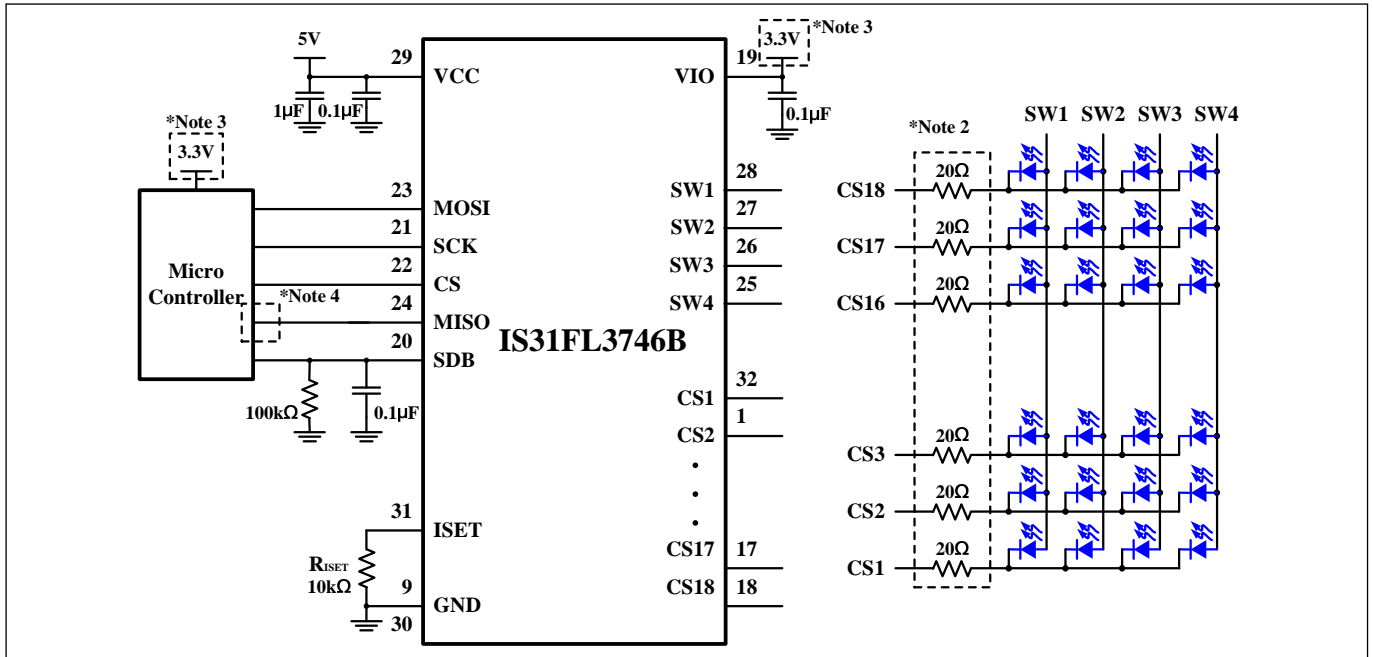 5V
29
VCC
1µF
0.1µF
*Note 3
3.3V
Micro
Controller
23
MOSI
21
SCK
22
CS
*Note 4
24
MISO
20
SDB
100kΩ
0.1µF
31
ISET
RISET
10kΩ
9
GND
30
IS31FL3746B
*Note 3
3.3V
19
VIO
0.1µF
28
SW1
27
SW2
26
SW3
25
SW4
32
CS1
1
CS2
CS17
17
CS18
18
SW1 SW2 SW3 SW4
*Note 2
20Ω
CS18
20Ω
CS17
20Ω
CS16
20Ω
CS3
20Ω
CS2
20Ω
CS1